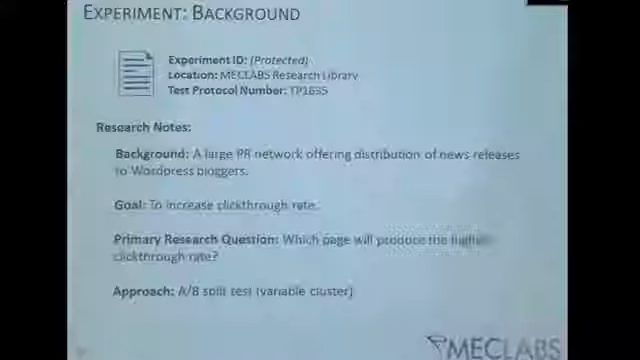 EXPERIMENT: BACKGROUND
Experiment ID: (Protected)
Location: MECLABS Research Library
Test Protocol Number: TP1635
Research Notes:
Background: A large PR network offering distribution of news releases
to Wordpress bloggers.
Goal: To increase clickthrough rate.
Primary Research Question: Which page will produce the highest
clickthrough rate?
Approach: A/B split test (variable cluster)
MECLABS